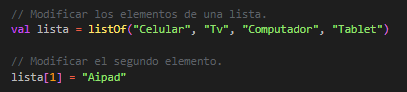 // Modificar los elementos de una lista.
val lista = listOf("Celular", "Tv", "Computador", "Tablet")
// Modificar el segundo elemento.
lista[1] = "Aipad"